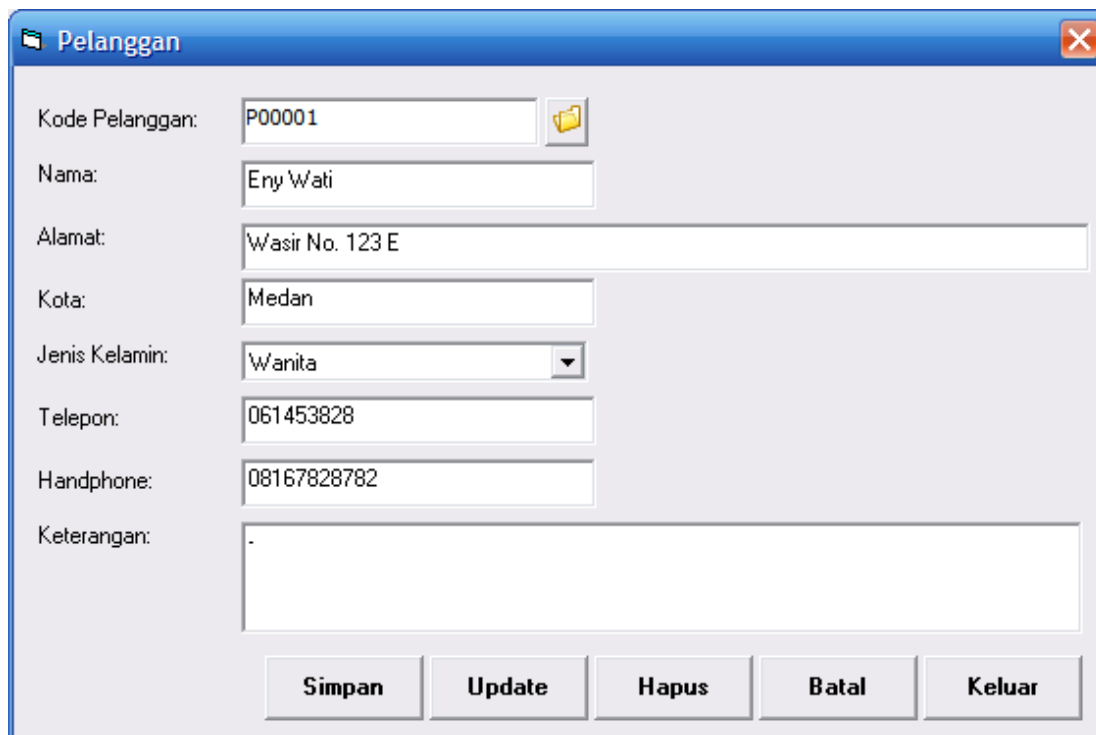 Pelanggan
Kode Pelanggan: P00001
Nama: Eny Wati
Alamat: Wasir No. 123 E
Kota: Medan
Jenis Kelamin: Wanita
Telepon: 061453828
Handphone: 08167828782
Keterangan: -
Simpan Update Hapus Batal Keluar